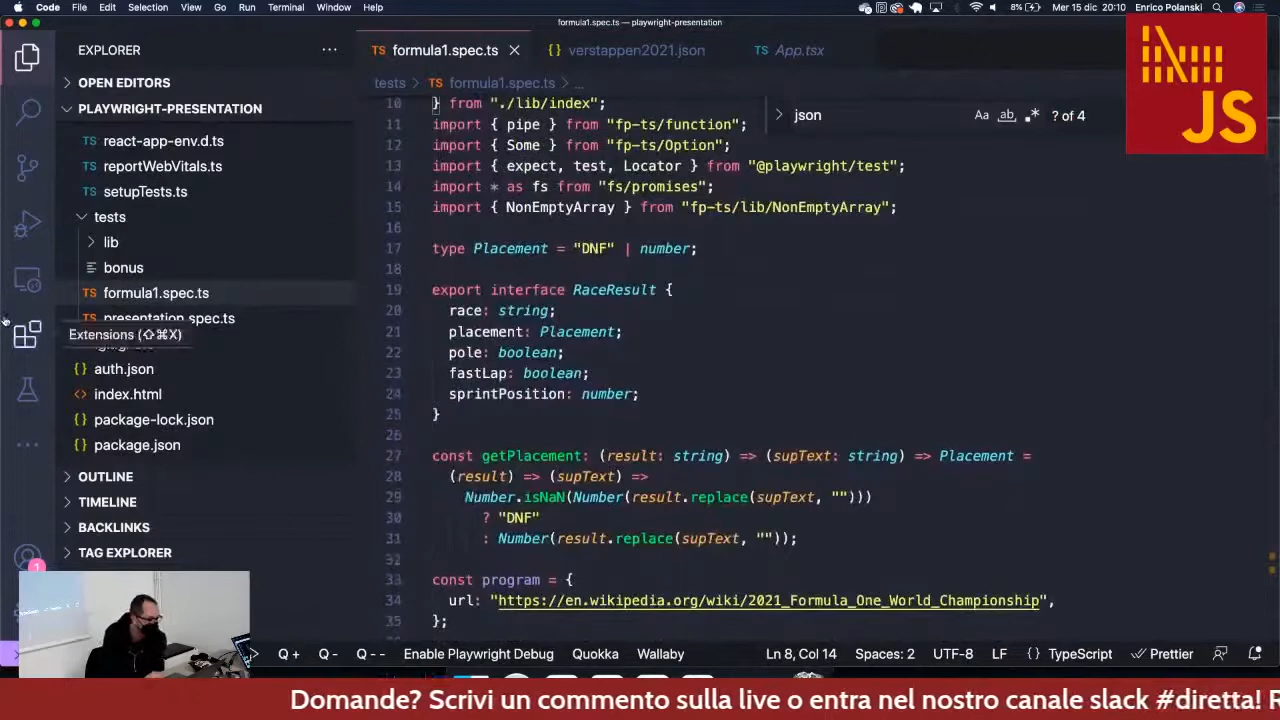 Code File Edit Selection View Go Run Terminal Window Help 8% Mer 15 dic 20:10 Enrico Polanski
formula1.spec.ts — playwright-presentation
EXPLORER
OPEN EDITORS
PLAYWRIGHT-PRESENTATION
TS react-app-env.d.ts
TS reportWebVitals.ts
TS setupTests.ts
tests
lib
bonus
TS formula1.spec.ts
TS presentation.spec.ts
Extensions (⇧⌘X)
{} auth.json
<> index.html
{} package-lock.json
{} package.json
OUTLINE
TIMELINE
BACKLINKS
TAG EXPLORER
1
TS formula1.spec.ts {} verstappen2021.json TS App.tsx
tests > TS formula1.spec.ts > ...
json Aa ab .* ? of 4
10 } from "./lib/index";
11 import { pipe } from "fp-ts/function";
12 import { Some } from "fp-ts/Option";
13 import { expect, test, Locator } from "@playwright/test";
14 import * as fs from "fs/promises";
15 import { NonEmptyArray } from "fp-ts/lib/NonEmptyArray";
16
17 type Placement = "DNF" | number;
18
19 export interface RaceResult {
20 race: string;
21 placement: Placement;
22 pole: boolean;
23 fastLap: boolean;
24 sprintPosition: number;
25 }
26
27 const getPlacement: (result: string) => (supText: string) => Placement =
28 (result) => (supText) =>
29 Number.isNaN(Number(result.replace(supText, "")))
30 ? "DNF"
31 : Number(result.replace(supText, ""));
32
33 const program = {
34 url: "https://en.wikipedia.org/wiki/2021_Formula_One_World_Championship",
35 };
Q + Q - Q -- Enable Playwright Debug Quokka Wallaby Ln 8, Col 14 Spaces: 2 UTF-8 LF {} TypeScript Prettier
JS
Domande? Scrivi un commento sulla live o entra nel nostro canale slack #diretta!